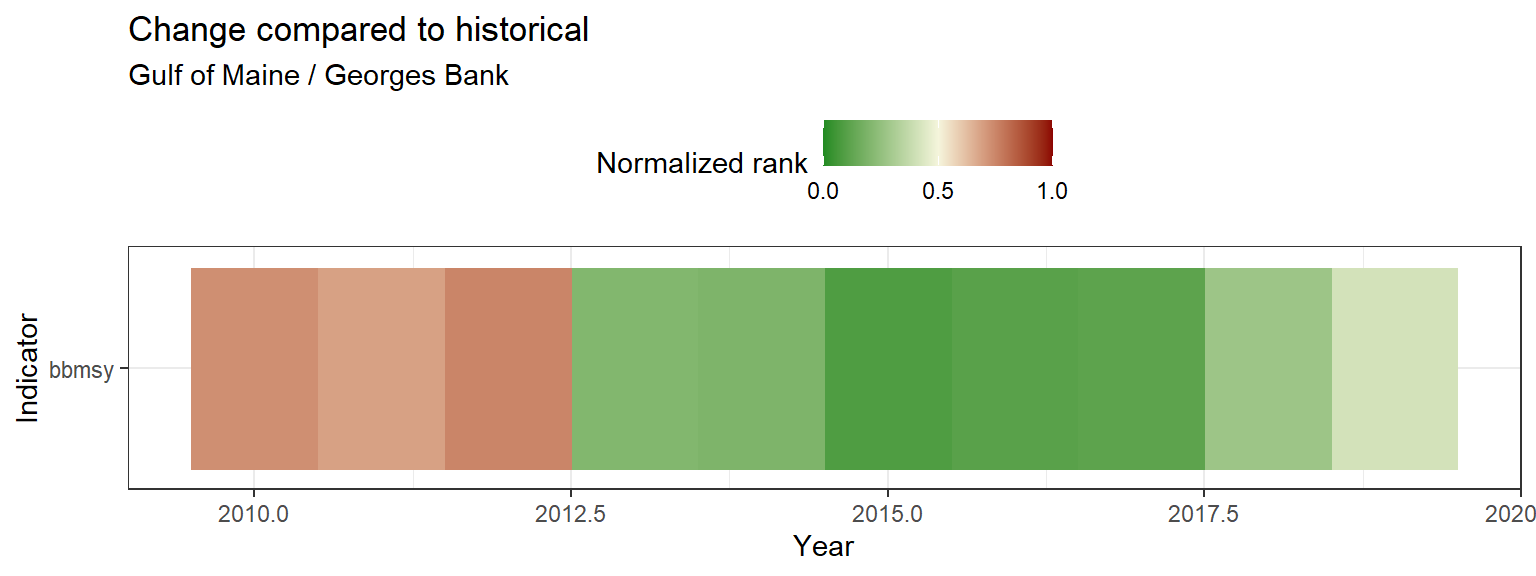 Change compared to historical
Gulf of Maine / Georges Bank
Normalized rank
0.0 0.5 1.0
Indicator
bbmsy
2010.0 2012.5 2015.0 2017.5 2020
Year